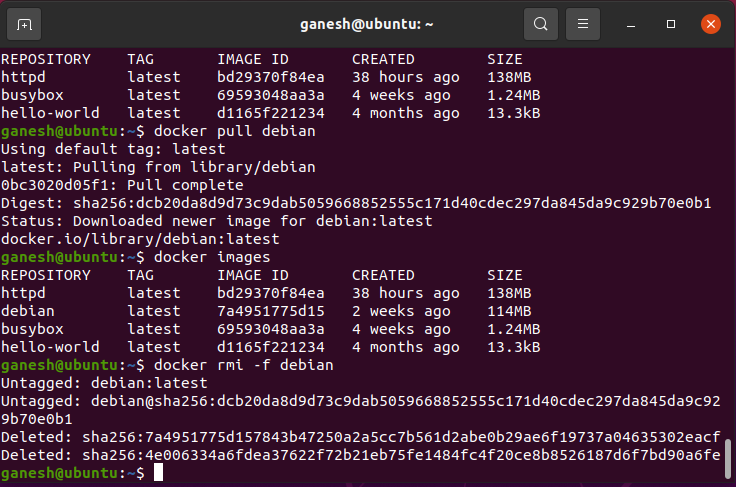 ganesh@ubuntu: ~
REPOSITORY    TAG       IMAGE ID       CREATED        SIZE
httpd         latest    bd29370f84ea   38 hours ago   138MB
busybox       latest    69593048aa3a   4 weeks ago    1.24MB
hello-world   latest    d1165f221234   4 months ago   13.3kB
ganesh@ubuntu:~$ docker pull debian
Using default tag: latest
latest: Pulling from library/debian
0bc3020d05f1: Pull complete
Digest: sha256:dcb20da8d9d73c9dab5059668852555c171d40cdec297da845da9c929b70e0b1
Status: Downloaded newer image for debian:latest
docker.io/library/debian:latest
ganesh@ubuntu:~$ docker images
REPOSITORY    TAG       IMAGE ID       CREATED        SIZE
httpd         latest    bd29370f84ea   38 hours ago   138MB
debian        latest    7a4951775d15   2 weeks ago    114MB
busybox       latest    69593048aa3a   4 weeks ago    1.24MB
hello-world   latest    d1165f221234   4 months ago   13.3kB
ganesh@ubuntu:~$ docker rmi -f debian
Untagged: debian:latest
Untagged: debian@sha256:dcb20da8d9d73c9dab5059668852555c171d40cdec297da845da9c92
9b70e0b1
Deleted: sha256:7a4951775d157843b47250a2a5cc7b561d2abe0b29ae6f19737a04635302eacf
Deleted: sha256:4e006334a6fdea37622f72b21eb75fe1484fc4f20ce8b8526187d6f7bd90a6fe
ganesh@ubuntu:~$